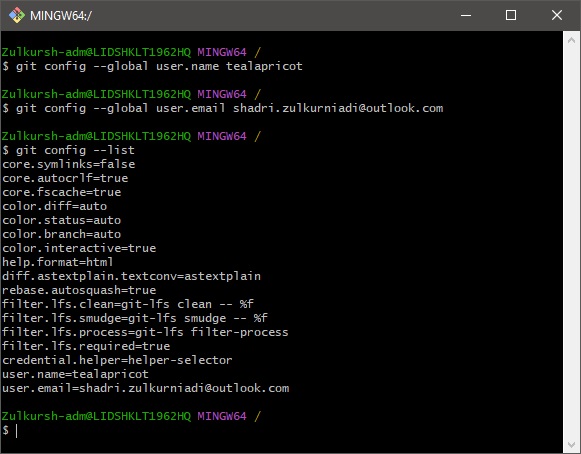 MINGW64:/
Zulkursh-adm@LIDSHKLT1962HQ MINGW64 /
$ git config --global user.name tealapricot
Zulkursh-adm@LIDSHKLT1962HQ MINGW64 /
$ git config --global user.email shadri.zulkurniadi@outlook.com
Zulkursh-adm@LIDSHKLT1962HQ MINGW64 /
$ git config --list
core.symlinks=false
core.autocrlf=true
core.fscache=true
color.diff=auto
color.status=auto
color.branch=auto
color.interactive=true
help.format=html
diff.astextplain.textconv=astextplain
rebase.autosquash=true
filter.lfs.clean=git-lfs clean -- %f
filter.lfs.smudge=git-lfs smudge -- %f
filter.lfs.process=git-lfs filter-process
filter.lfs.required=true
credential.helper=helper-selector
user.name=tealapricot
user.email=shadri.zulkurniadi@outlook.com
Zulkursh-adm@LIDSHKLT1962HQ MINGW64 /
$